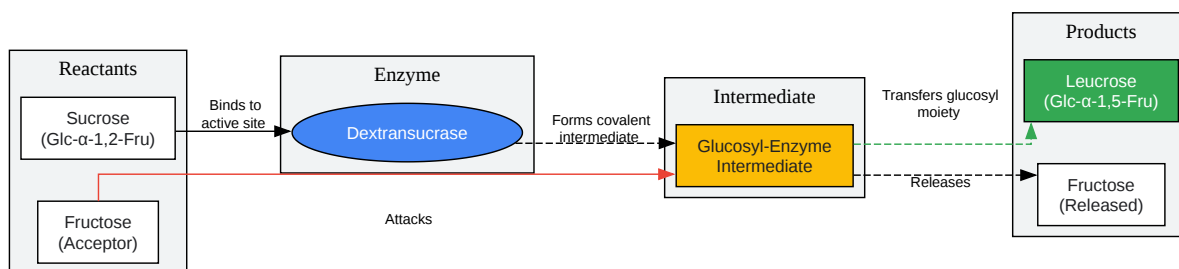 Reactants
Sucrose
(Glc-α-1,2-Fru)
Fructose
(Acceptor)
Binds to
active site
Enzyme
Dextransucrase
Forms covalent
intermediate
Attacks
Intermediate
Glucosyl-Enzyme
Intermediate
Transfers glucosyl
moiety
Releases
Products
Leucrose
(Glc-α-1,5-Fru)
Fructose
(Released)